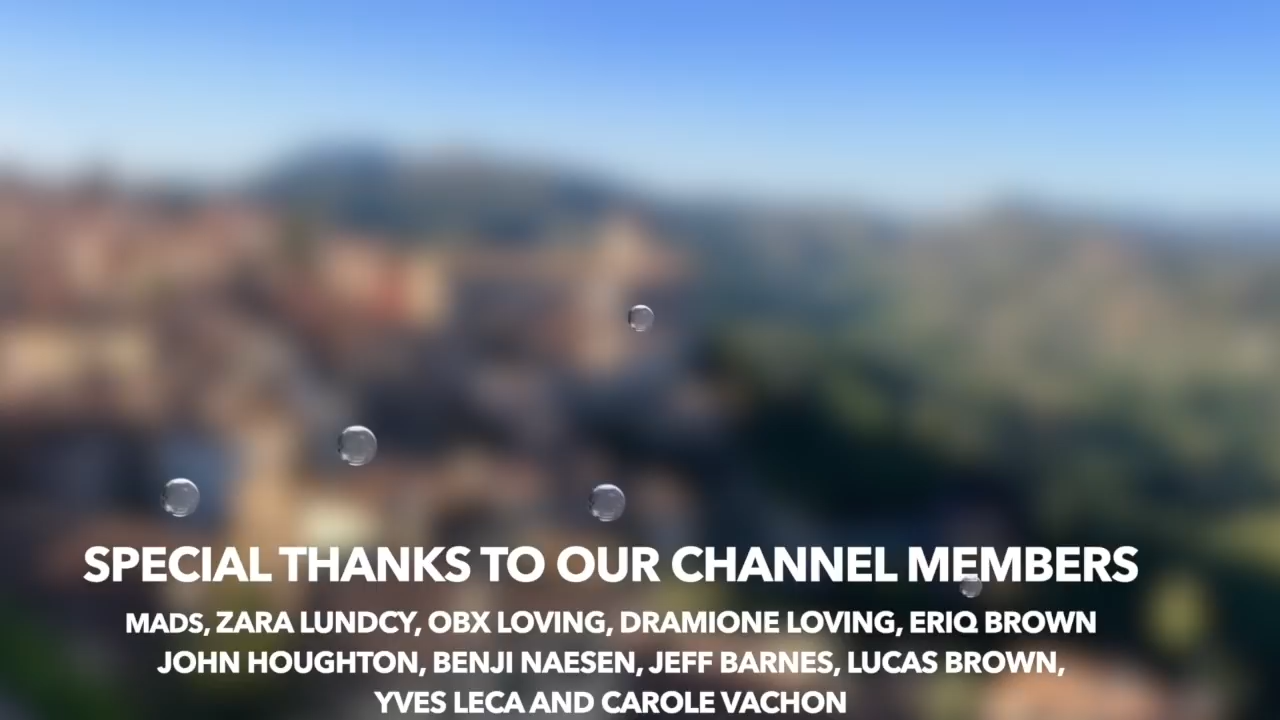 SPECIAL THANKS TO OUR CHANNEL MEMBERS
MADS, ZARA LUNDCY, OBX LOVING, DRAMIONE LOVING, ERIQ BROWN
JOHN HOUGHTON, BENJI NAESEN, JEFF BARNES, LUCAS BROWN,
YVES LECA AND CAROLE VACHON